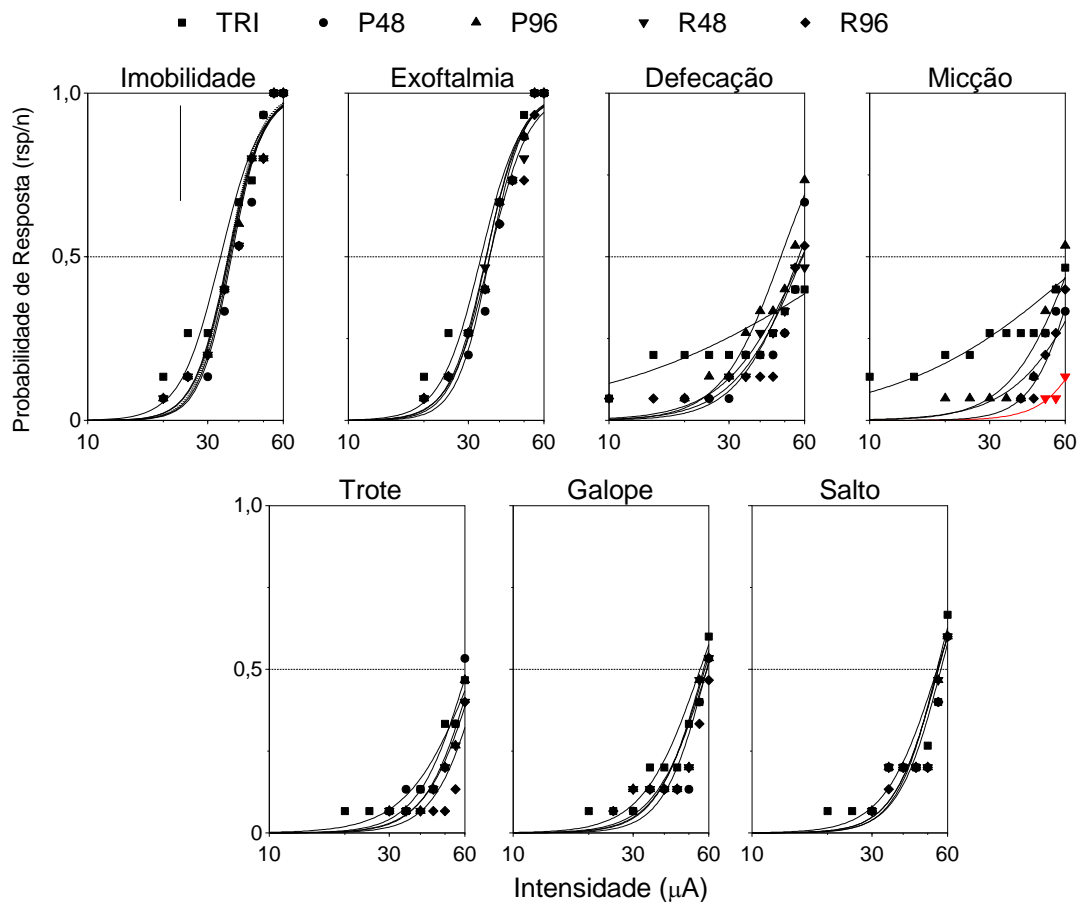 TRI P48 P96 R48 R96
Imobilidade Exoftalmia Defecação Micção
1,0
0,5
0
10 30 60 10 30 60 10 30 60 10 30 60
Probabilidade de Resposta (rsp/n)
Trote Galope Salto
1,0
0,5
0
10 30 60 10 30 60 10 30 60
Intensidade (μA)